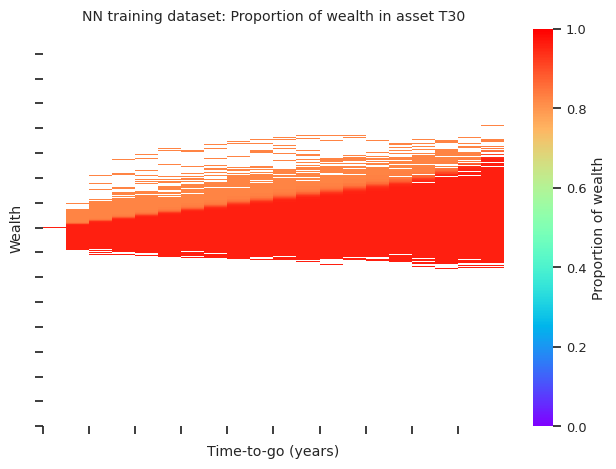 NN training dataset: Proportion of wealth in asset T30
1.0
0.8
0.6
0.4
0.2
0.0
Proportion of wealth
Wealth
Time-to-go (years)